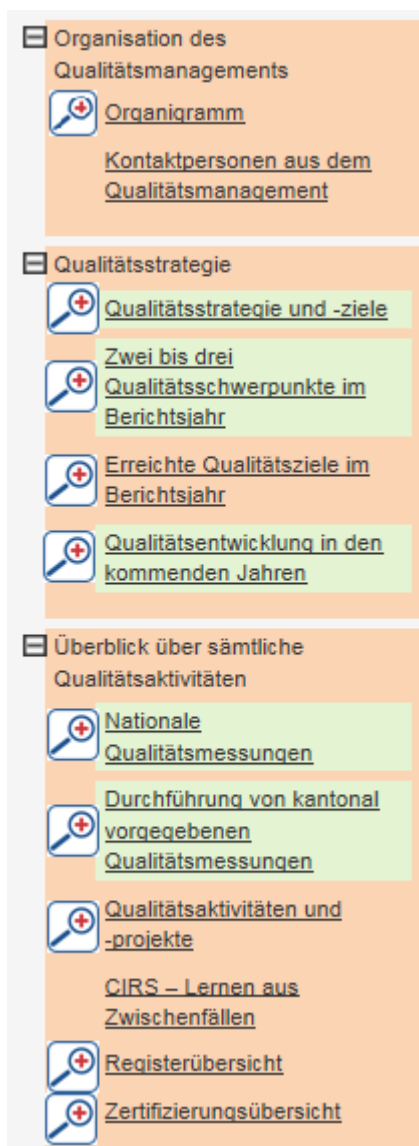 Organisation des
Qualitätsmanagements
Organigramm
Kontaktpersonen aus dem
Qualitätsmanagement
Qualitätsstrategie
Qualitätsstrategie und -ziele
Zwei bis drei
Qualitätsschwerpunkte im
Berichtsjahr
Erreichte Qualitätsziele im
Berichtsjahr
Qualitätsentwicklung in den
kommenden Jahren
Überblick über sämtliche
Qualitätsaktivitäten
Nationale
Qualitätsmessungen
Durchführung von kantonal
vorgegebenen
Qualitätsmessungen
Qualitätsaktivitäten und
-projekte
CIRS – Lernen aus
Zwischenfällen
Registerübersicht
Zertifizierungsübersicht